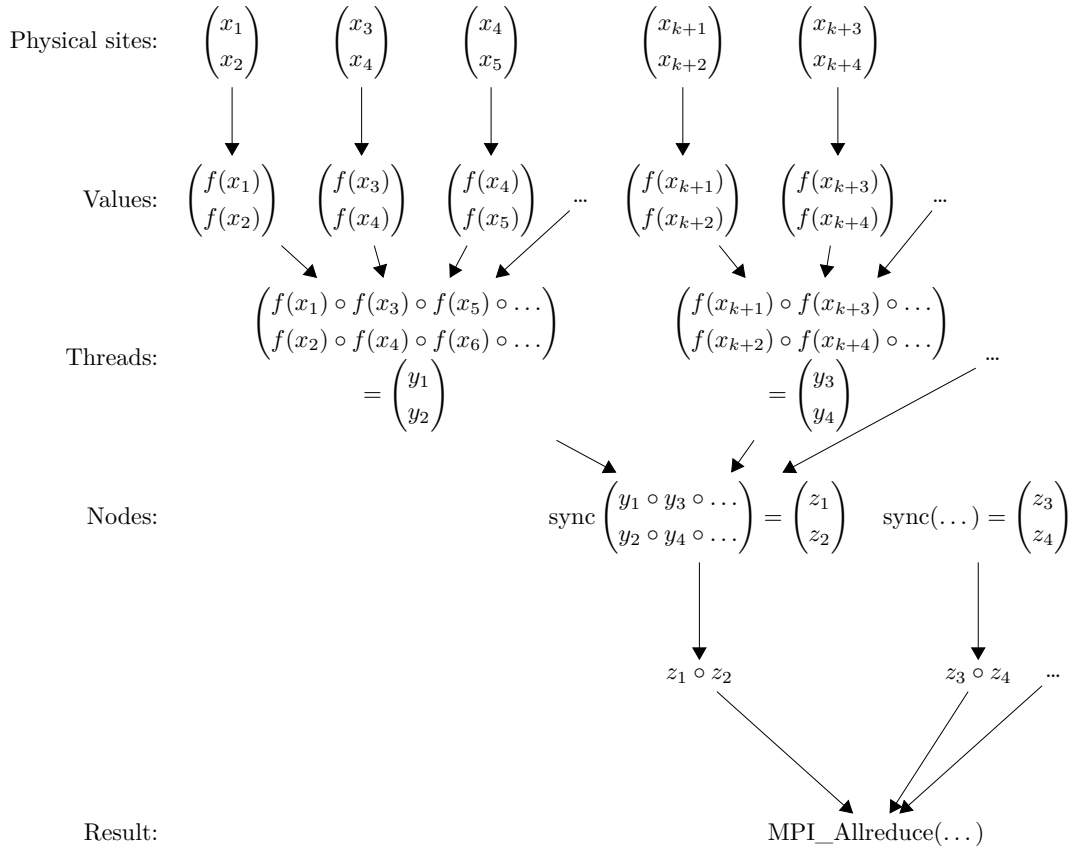 Physical sites: (x₁ x₂) (x₃ x₄) (x₄ x₅) (xₖ₊₁ xₖ₊₂) (xₖ₊₃ xₖ₊₄)
Values: (f(x₁) f(x₂)) (f(x₃) f(x₄)) (f(x₄) f(x₅)) ... (f(xₖ₊₁) f(xₖ₊₂)) (f(xₖ₊₃) f(xₖ₊₄)) ...
Threads:
(f(x₁) ∘ f(x₃) ∘ f(x₅) ∘ ...
f(x₂) ∘ f(x₄) ∘ f(x₆) ∘ ...)
= (y₁ y₂)
(f(xₖ₊₁) ∘ f(xₖ₊₃) ∘ ...
f(xₖ₊₂) ∘ f(xₖ₊₄) ∘ ...)
= (y₃ y₄)
...
Nodes:
sync (y₁ ∘ y₃ ∘ ...
y₂ ∘ y₄ ∘ ...) = (z₁ z₂)
sync(...) = (z₃ z₄)
z₁ ∘ z₂ z₃ ∘ z₄ ...
Result: MPI_Allreduce(...)